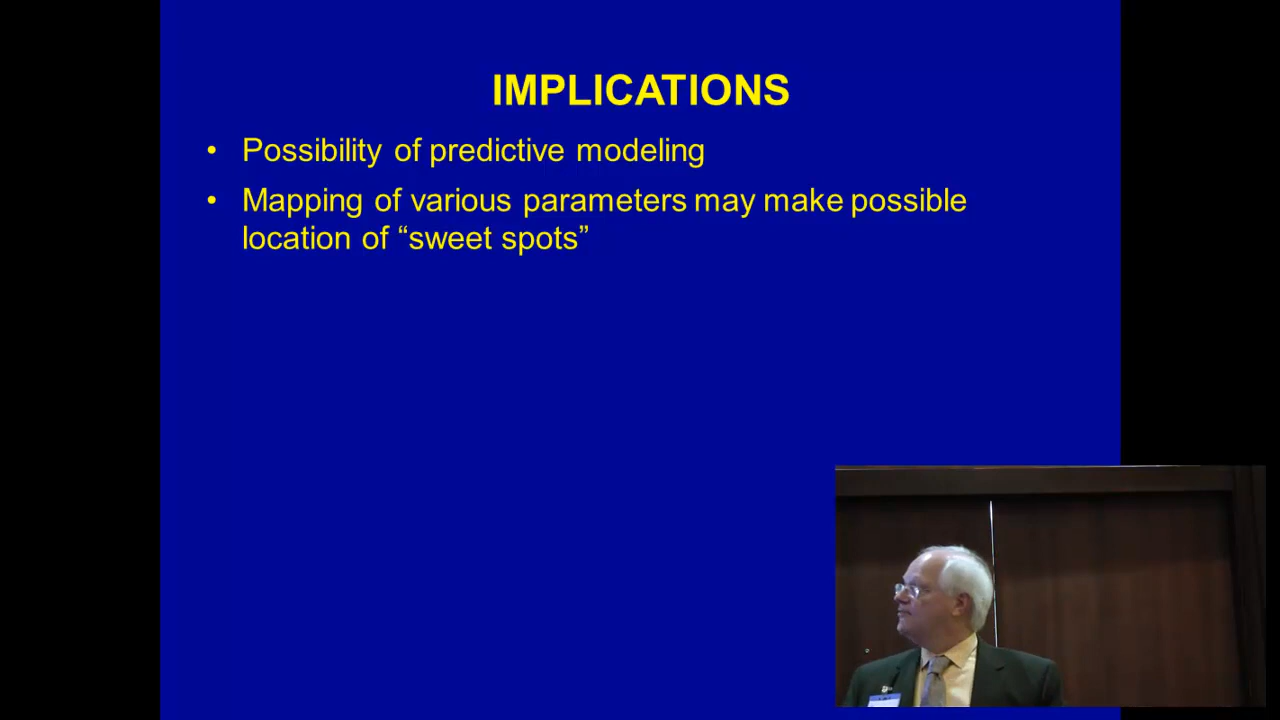 IMPLICATIONS
• Possibility of predictive modeling
• Mapping of various parameters may make possible
location of “sweet spots”